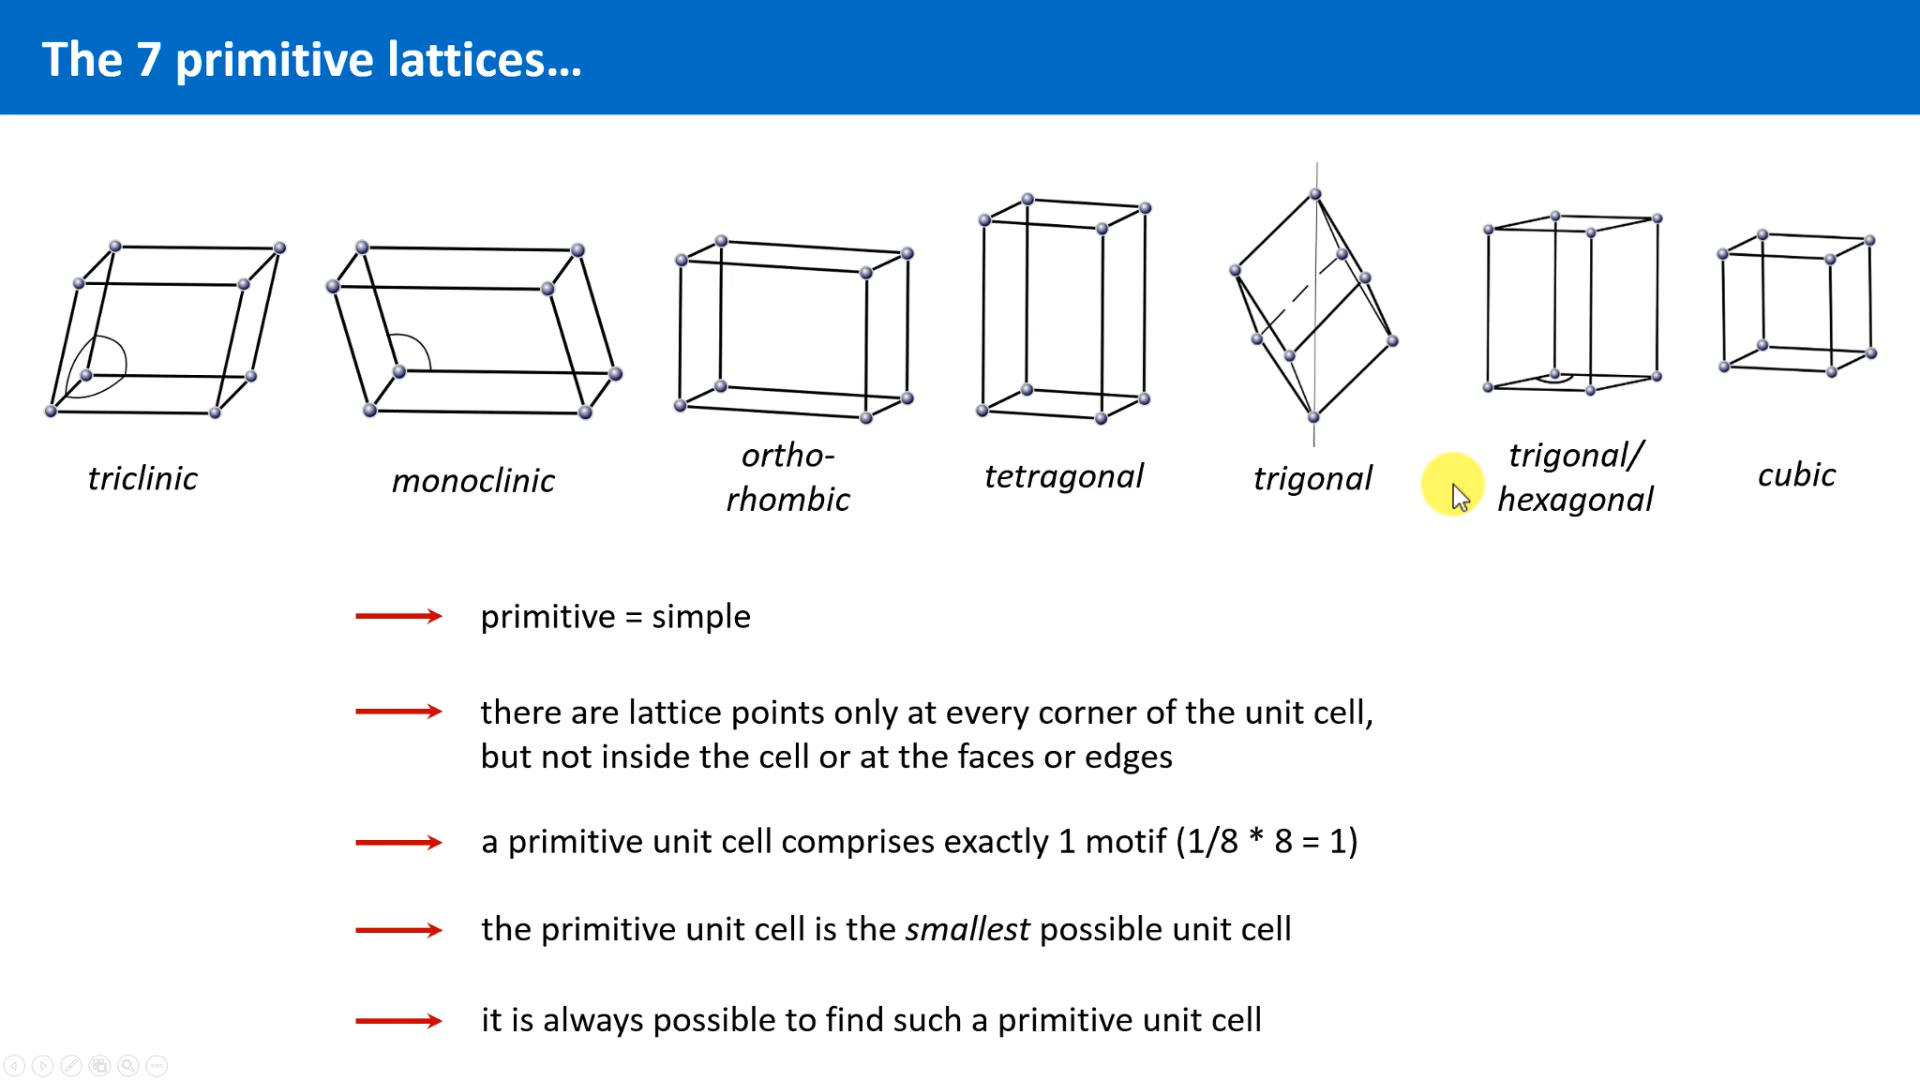 The 7 primitive lattices…
triclinic
monoclinic
ortho-
rhombic
tetragonal
trigonal
trigonal/
hexagonal
cubic
primitive = simple
there are lattice points only at every corner of the unit cell,
but not inside the cell or at the faces or edges
a primitive unit cell comprises exactly 1 motif (1/8 * 8 = 1)
the primitive unit cell is the smallest possible unit cell
it is always possible to find such a primitive unit cell